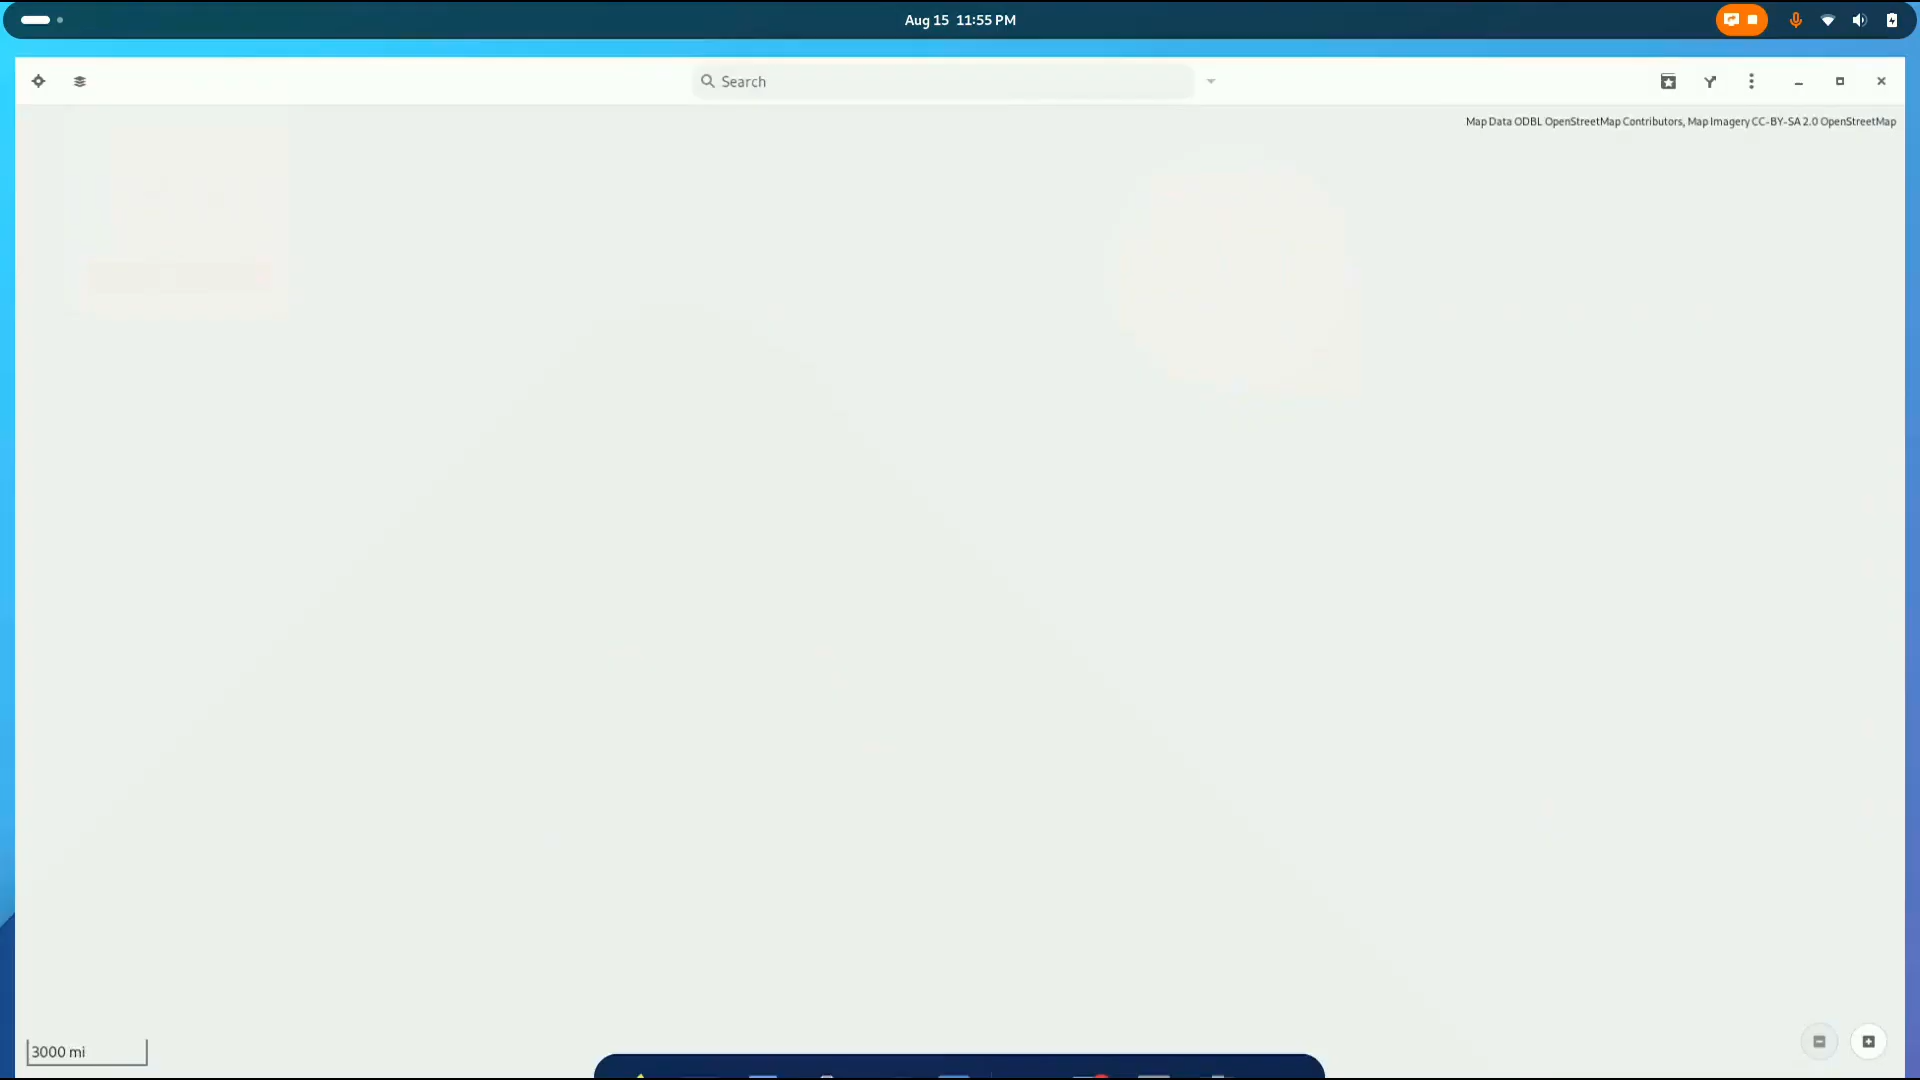 Aug 15 11:55 PM
Search
Map Data ODBL OpenStreetMap Contributors, Map Imagery CC-BY-SA 2.0 OpenStreetMap
3000 mi